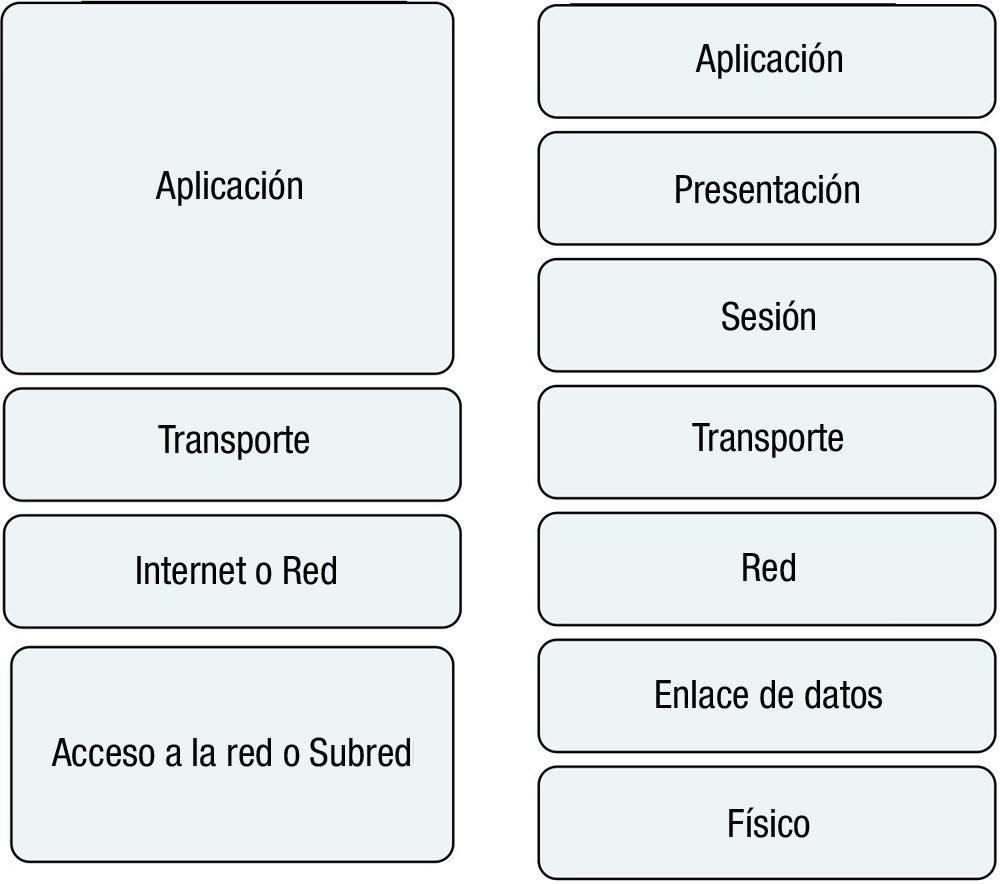 Aplicación
Transporte
Internet o Red
Acceso a la red o Subred
Aplicación
Presentación
Sesión
Transporte
Red
Enlace de datos
Físico